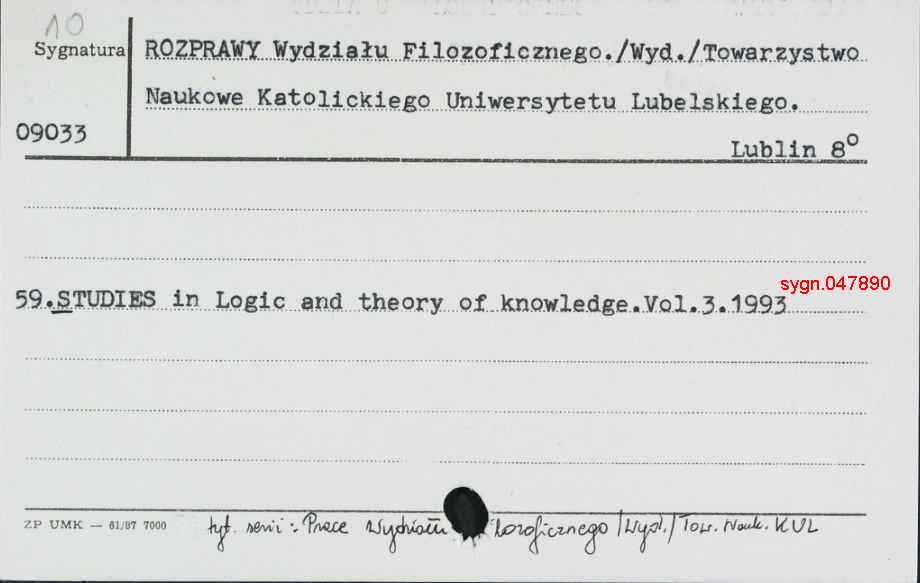 10
Sygnatura
ROZPRAWY Wydziału Filozoficznego./Wyd./Towarzystwo
Naukowe Katolickiego Uniwersytetu Lubelskiego.
09033
Lublin 8°
sygn.047890
59.STUDIES in Logic and theory of knowledge.Vol.3.1993
ZP UMK — 61/87 7000
tyt. serii: Prace Wydziału zoficznego /Wyd./ Tow. Nauk. KUL